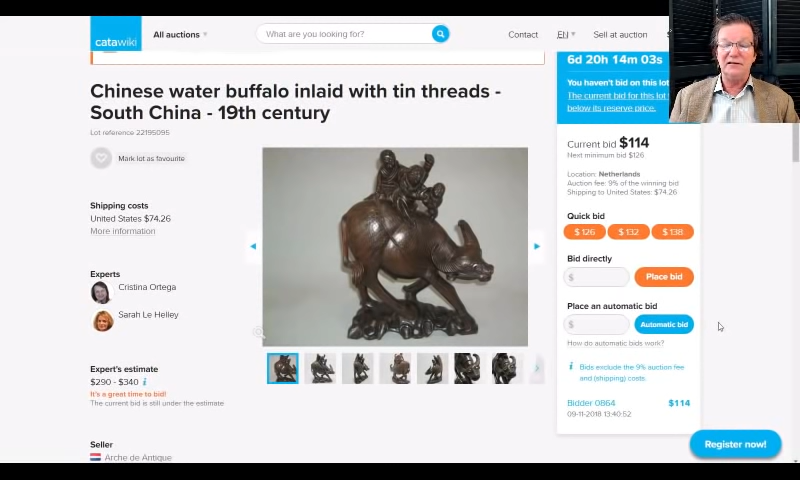 catawiki
All auctions
What are you looking for?
Contact
EN
Sell at auction
Chinese water buffalo inlaid with tin threads -
South China - 19th century
Lot reference 22195095
Mark lot as favourite
Shipping costs
United States $74.26
More information
Experts
Cristina Ortega
Sarah Le Helley
Expert's estimate
$290 - $340 i
It's a great time to bid!
The current bid is still under the estimate
Seller
Arche de Antique
6d 20h 14m 03s
You haven't bid on this lot
The current bid for this lot
below its reserve price.
Current bid $114
Next minimum bid $126
Location: Netherlands
Auction fee: 9% of the winning bid
Shipping to United States: $74.26
Quick bid
$ 126
$ 132
$ 138
Bid directly
$
Place bid
Place an automatic bid
$
Automatic bid
How do automatic bids work?
i Bids exclude the 9% auction fee
and (shipping) costs.
Bidder 0864 $114
09-11-2018 13:40:52
Register now!